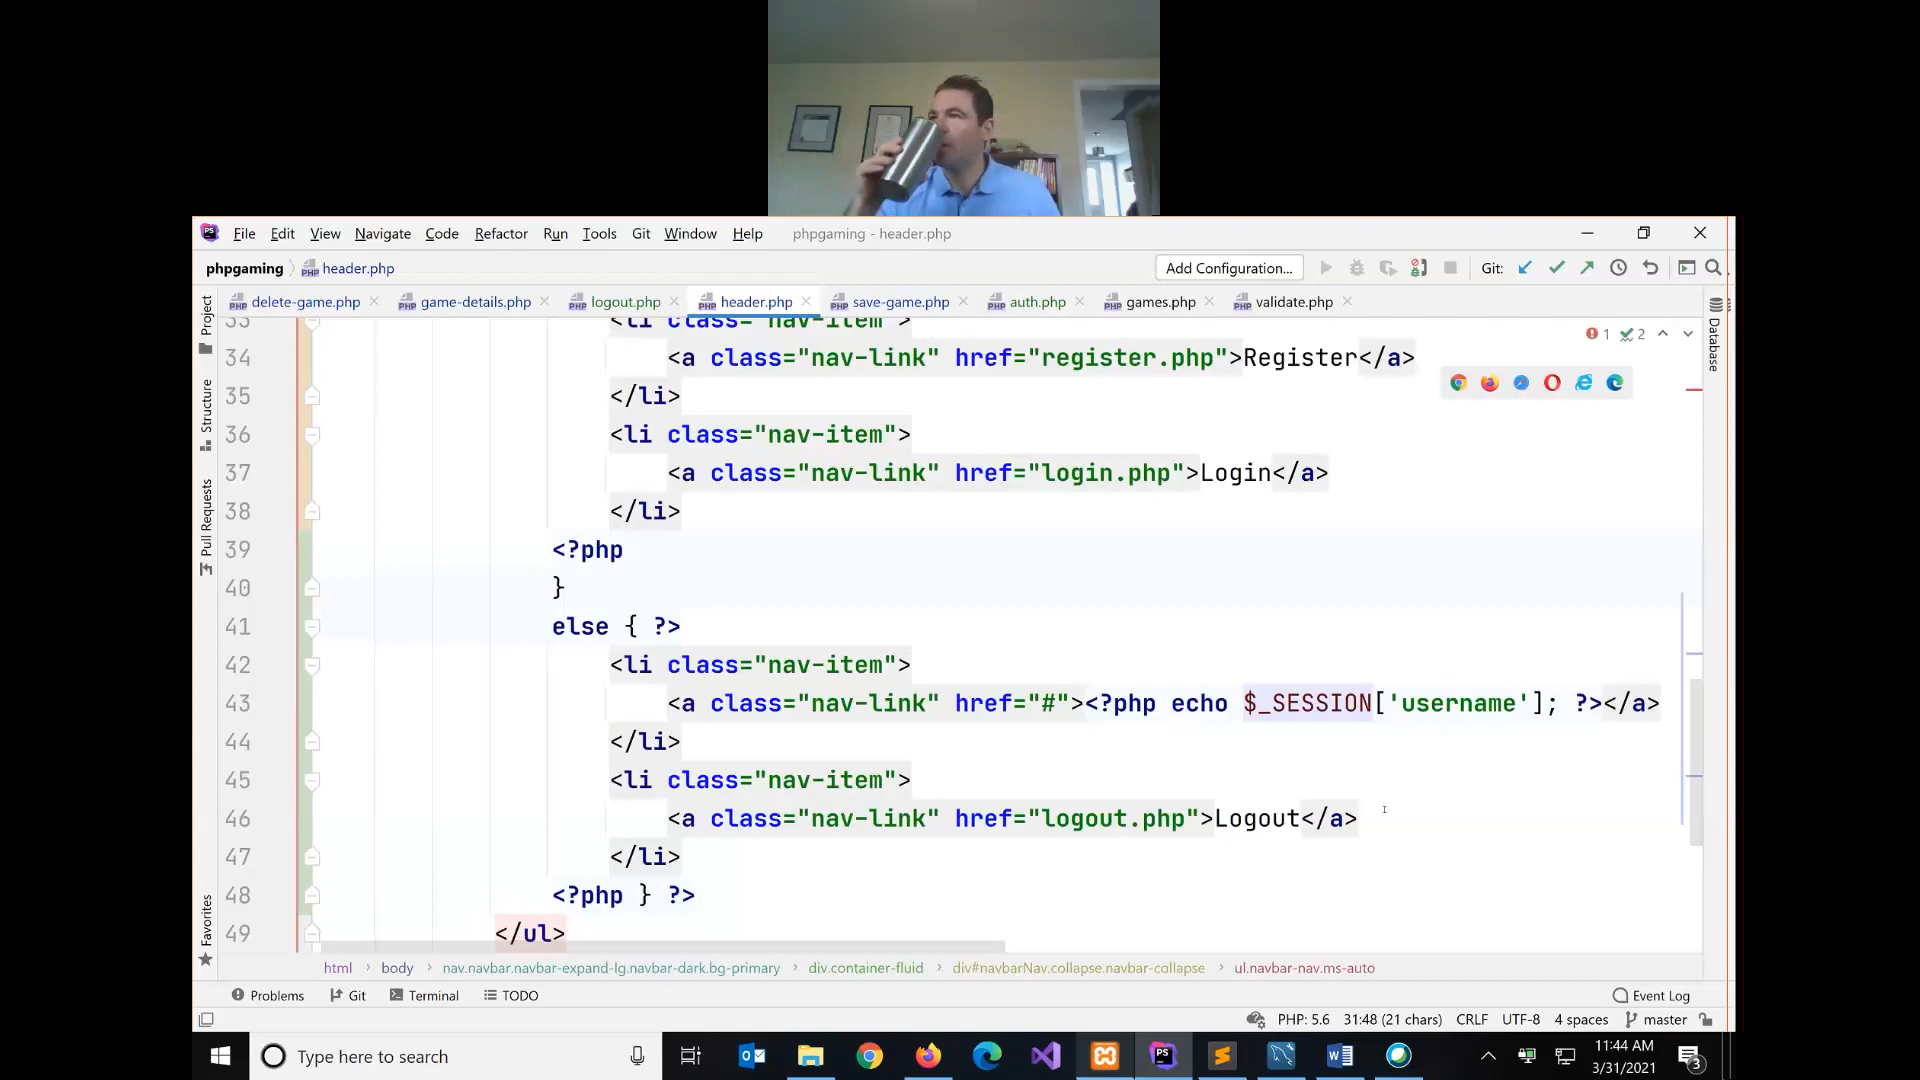 PS File Edit View Navigate Code Refactor Run Tools Git Window Help phpgaming - header.php
phpgaming header.php Add Configuration... Git:
delete-game.php game-details.php logout.php header.php save-game.php auth.php games.php validate.php
33 <li class="nav-item">
1 2
34 <a class="nav-link" href="register.php">Register</a>
35 </li>
36 <li class="nav-item">
37 <a class="nav-link" href="login.php">Login</a>
38 </li>
39 <?php
40 }
41 else { ?>
42 <li class="nav-item">
43 <a class="nav-link" href="#"><?php echo $_SESSION['username']; ?></a>
44 </li>
45 <li class="nav-item">
46 <a class="nav-link" href="logout.php">Logout</a>
47 </li>
48 <?php } ?>
49 </ul>
Project
Structure
Pull Requests
Favorites
Database
html body nav.navbar.navbar-expand-lg.navbar-dark.bg-primary div.container-fluid div#navbarNav.collapse.navbar-collapse ul.navbar-nav.ms-auto
Problems Git Terminal TODO Event Log
PHP: 5.6 31:48 (21 chars) CRLF UTF-8 4 spaces master
Type here to search
11:44 AM
3/31/2021
3